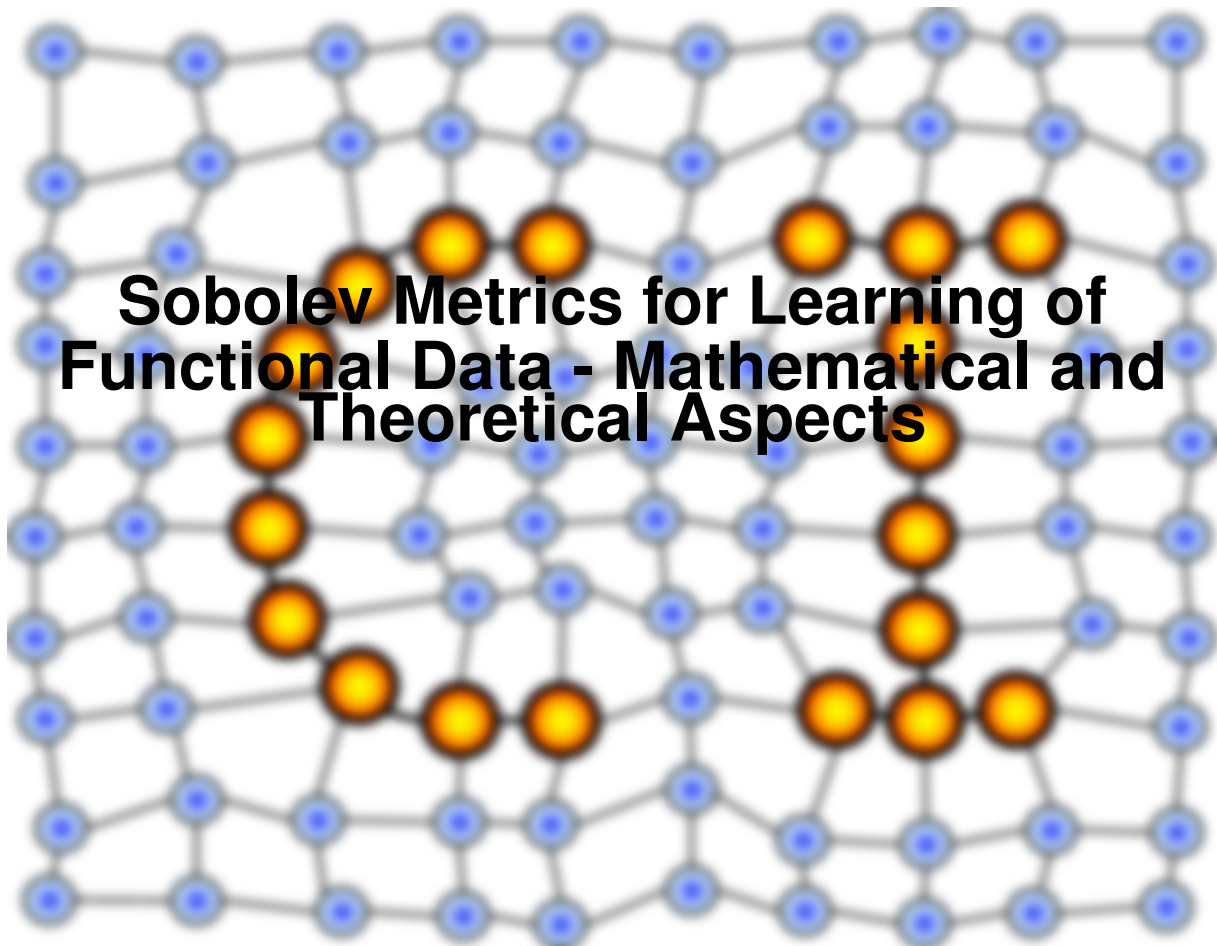 Sobolev Metrics for Learning of
Functional Data - Mathematical and
Theoretical Aspects